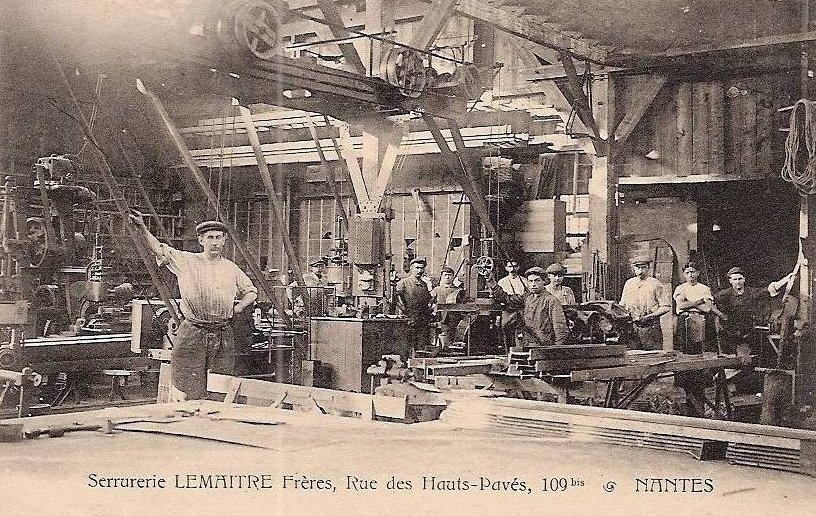 Serrurerie LEMAITRE Frères, Rue des Hauts-Pavés, 109bis NANTES